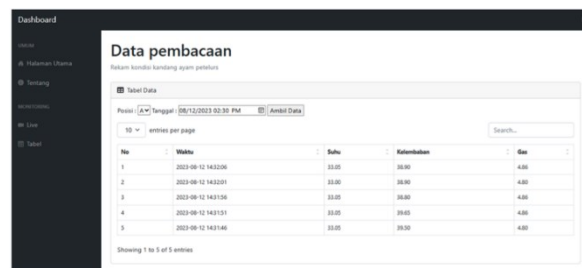 Dashboard
UMUM
Halaman Utama
Tentang
MONITORING
Live
Tabel
Data pembacaan
Rekam kondisi kandang ayam petelurs
Tabel Data
Posisi : A Tanggal : 08/12/2023 02:30 PM Ambil Data
10 entries per page Search...
No Waktu Suhu Kelembaban Gas
1 2023-08-12 14:32:06 33.05 38.90 4.86
2 2023-08-12 14:32:01 33.00 38.90 4.80
3 2023-08-12 14:31:56 33.05 38.80 4.86
4 2023-08-12 14:31:51 33.05 39.65 4.86
5 2023-08-12 14:31:46 33.05 39.30 4.80
Showing 1 to 5 of 5 entries